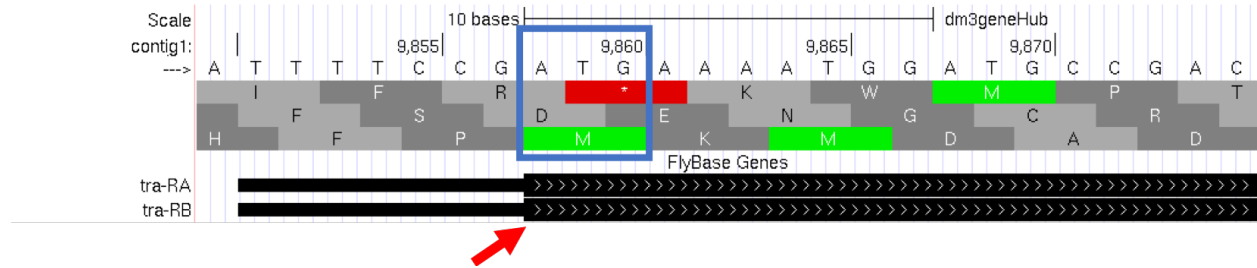 Scale 10 bases dm3geneHub
contig1: 9,855 9,860 9,865 9,870
---> A T T T T C C G A T G A A A A T G G A T G C C G A C
I F R * K W M P T
F S D E N G C R
H F P M K M D A D
FlyBase Genes
tra-RA
tra-RB